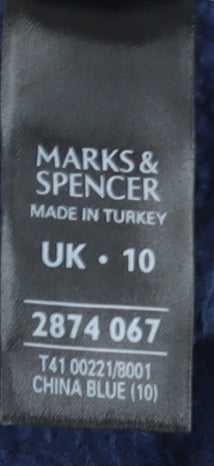 MARKS &
SPENCER
MADE IN TURKEY
UK • 10
2874 067
T41 00221/8001
CHINA BLUE (10)